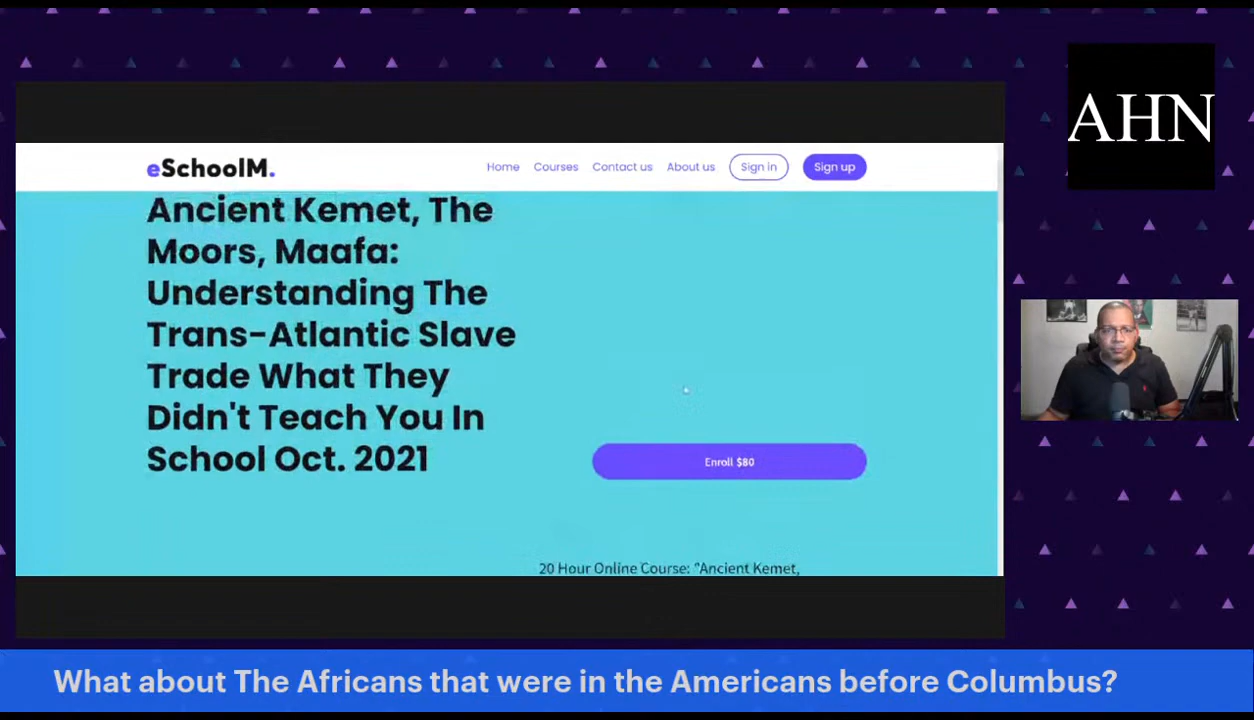 AHN
eSchoolM.
Home Courses Contact us About us Sign in Sign up
Ancient Kemet, The
Moors, Maafa:
Understanding The
Trans-Atlantic Slave
Trade What They
Didn't Teach You In
School Oct. 2021
Enroll $80
20 Hour Online Course: "Ancient Kemet,
What about The Africans that were in the Americans before Columbus?